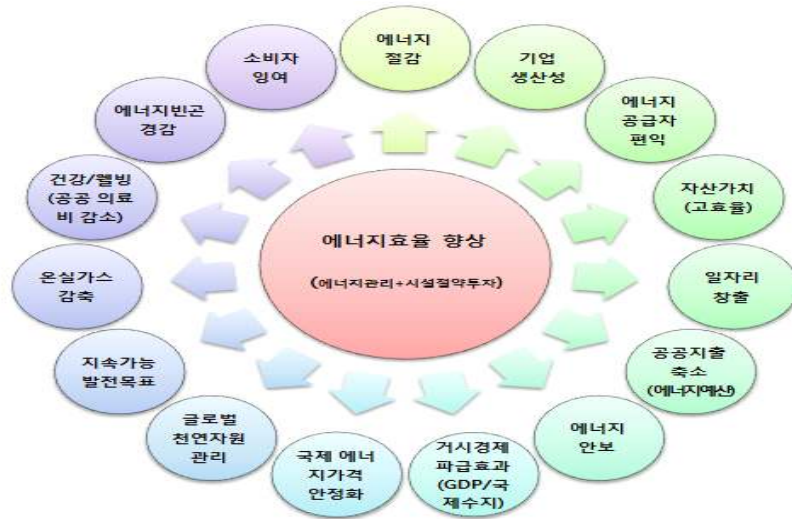 에너지
절감
기업
생산성
에너지
공급자
편익
자산가치
(고효율)
일자리
창출
공공지출
축소
(에너지예산)
에너지
안보
거시경제
파급효과
(GDP/국
제수지)
국제 에너
지가격
안정화
글로벌
천연자원
관리
지속가능
발전목표
온실가스
감축
건강/웰빙
(공공 의료
비 감소)
에너지빈곤
경감
소비자
잉여
에너지효율 향상
(에너지관리+시설절약투자)